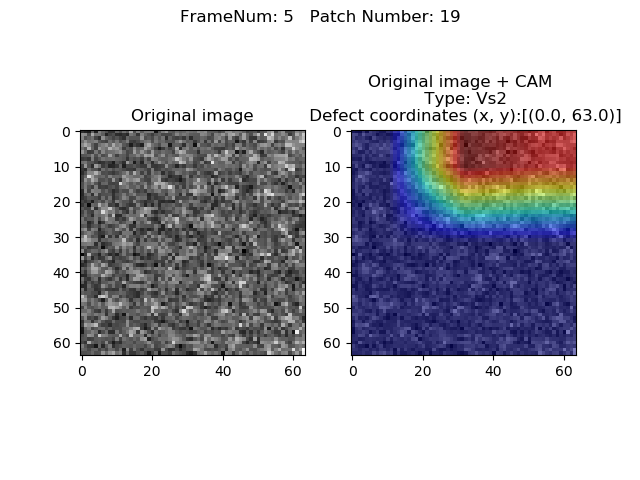 FrameNum: 5   Patch Number: 19
Original image
0
10
20
30
40
50
60
0 20 40 60
Original image + CAM
Type: Vs2
Defect coordinates (x, y):[(0.0, 63.0)]
0
10
20
30
40
50
60
0 20 40 60